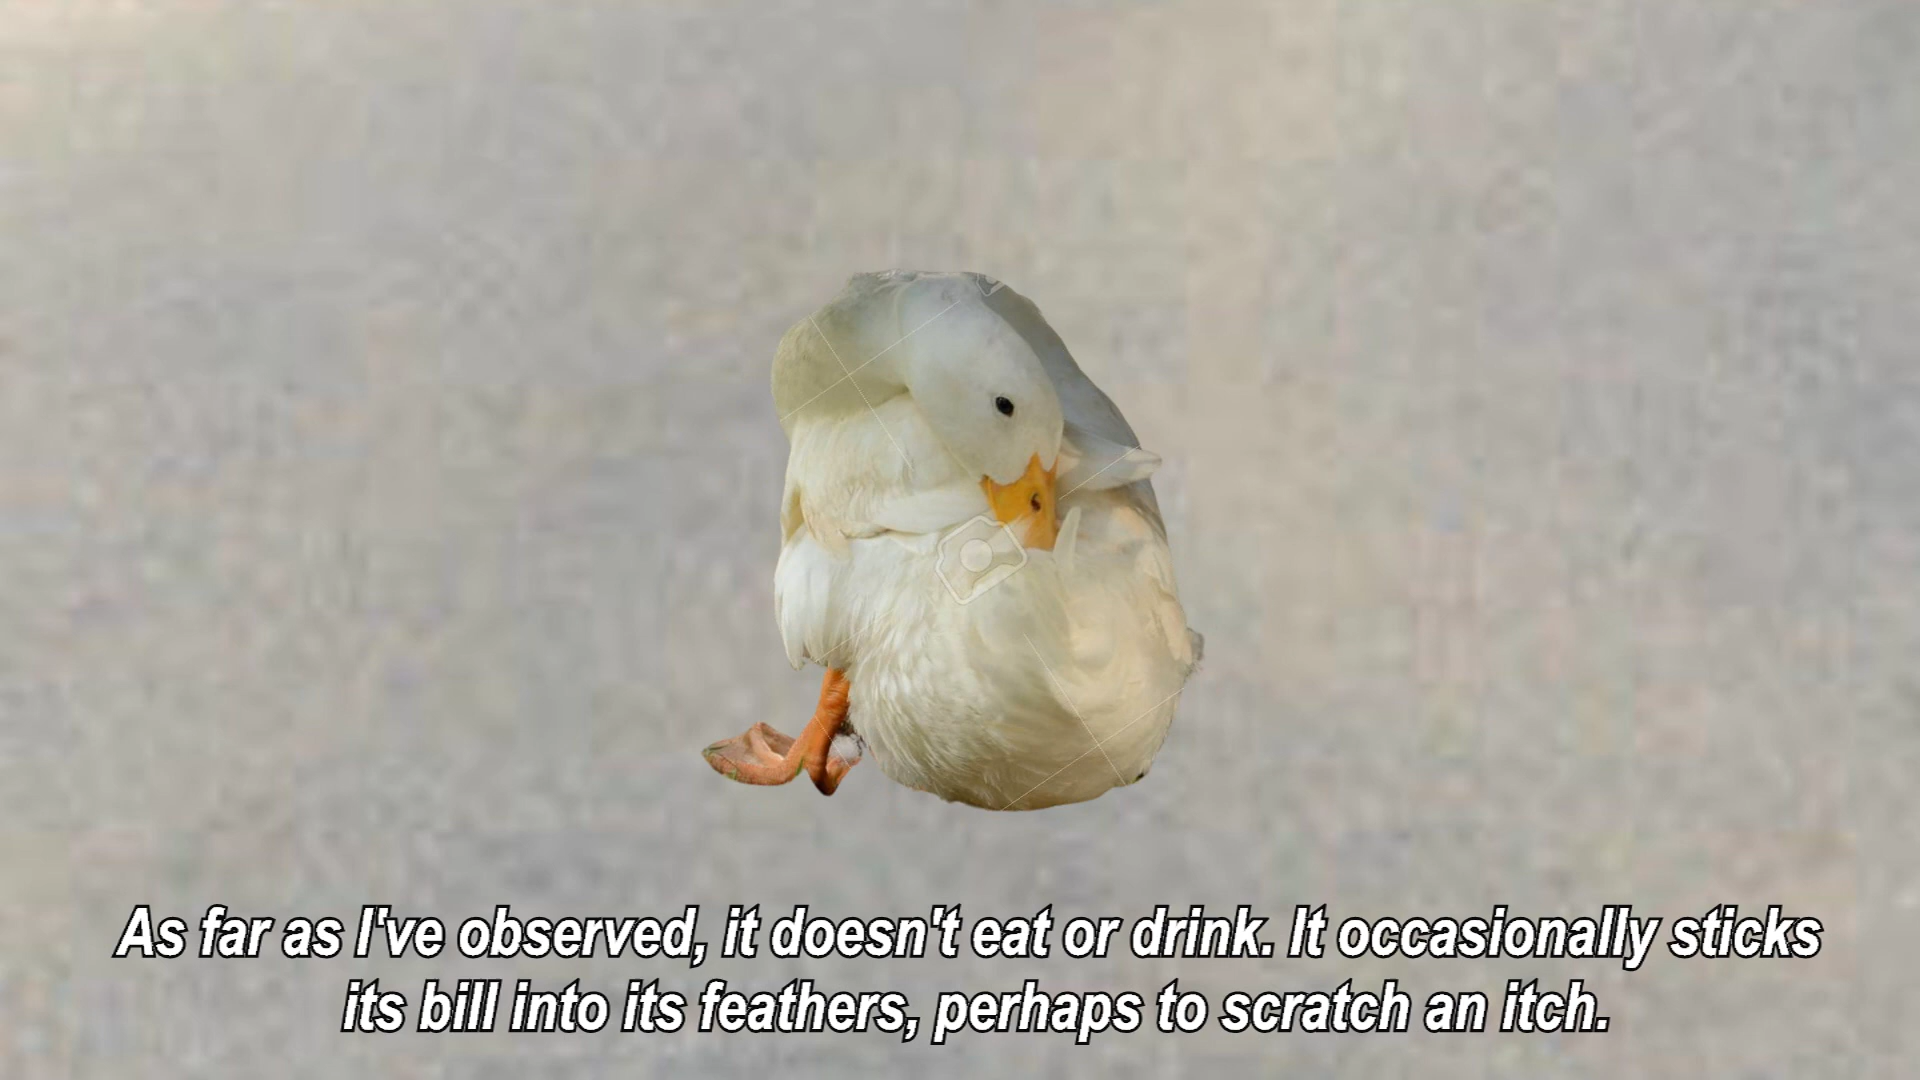 As far as I've observed, it doesn't eat or drink. It occasionally sticks
its bill into its feathers, perhaps to scratch an itch.